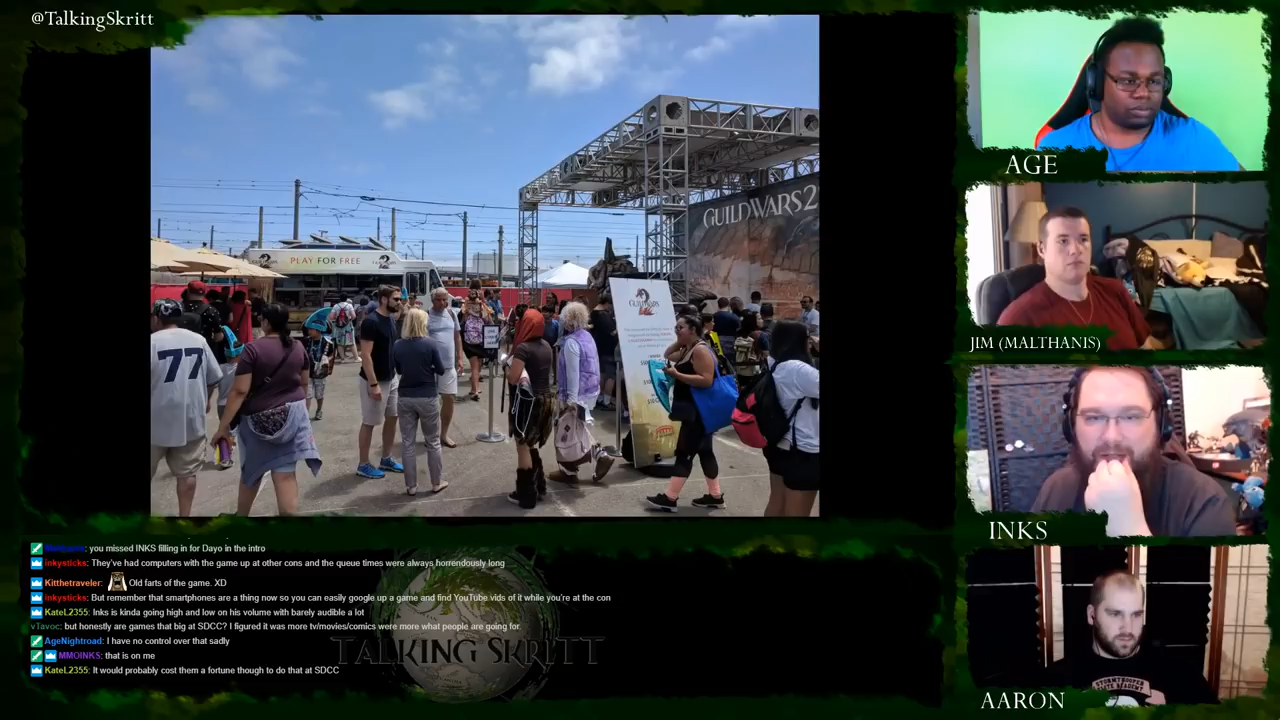 @TalkingSkritt
AGE
PLAY FOR FREE
GUILD WARS 2
GUILD WARS
77
JIM (MALTHANIS)
INKS
you missed INKS filling in for Dayo in the intro
inkysticks: They've had computers with the game up at other cons and the queue times were always horrendously long
Kitthetraveler: Old farts of the game. XD
inkysticks: But remember that smartphones are a thing now so you can easily google up a game and find YouTube vids of it while you're at the con
KateL2355: Inks is kinda going high and low on his volume with barely audible a lot
vTavoc: but honestly are games that big at SDCC? I figured it was more tv/movies/comics were more what people are going for.
AgeNightroad: I have no control over that sadly
MMOINKS: that is on me
KateL2355: It would probably cost them a fortune though to do that at SDCC
TALKING SKRITT
STORMTROOPER
AARON